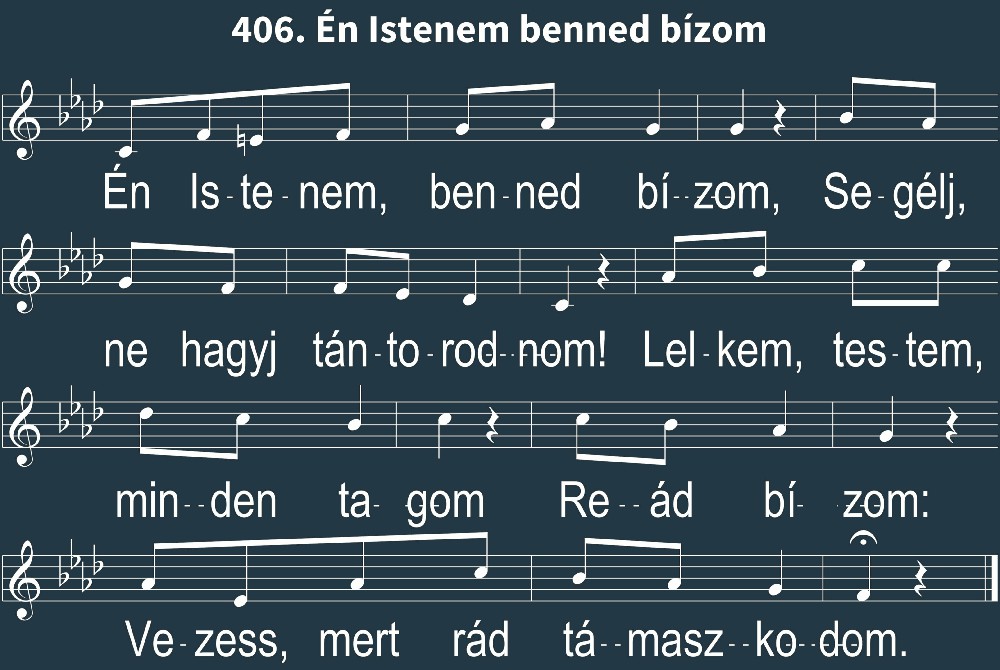 406. Én Istenem benned bízom
Én Is-te-nem, ben-ned bí--zom, Se-gélj,
ne hagyj tán-to-rod--nom! Lel-kem, tes-tem,
min--den ta- gom Re--ád bí- zom:
Ve-zess, mert rád tá--masz--ko--dom.